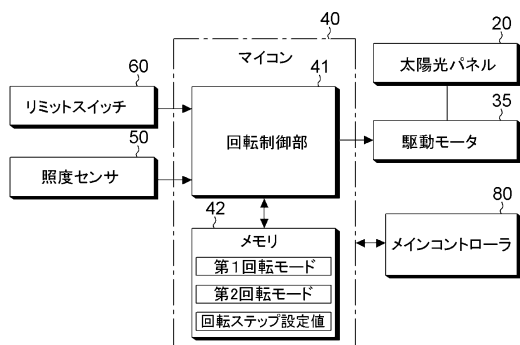 40
マイコン
60
リミットスイッチ
50
照度センサ
41
回転制御部
42
メモリ
第1回転モード
第2回転モード
回転ステップ設定値
20
太陽光パネル
35
駆動モータ
80
メインコントローラ